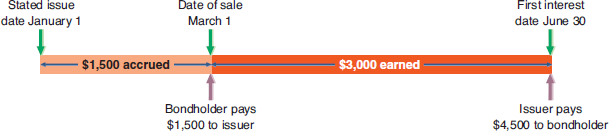 Stated issue
date January 1
Date of sale
March 1
First interest
date June 30
$1,500 accrued
$3,000 earned
Bondholder pays
$1,500 to issuer
Issuer pays
$4,500 to bondholder